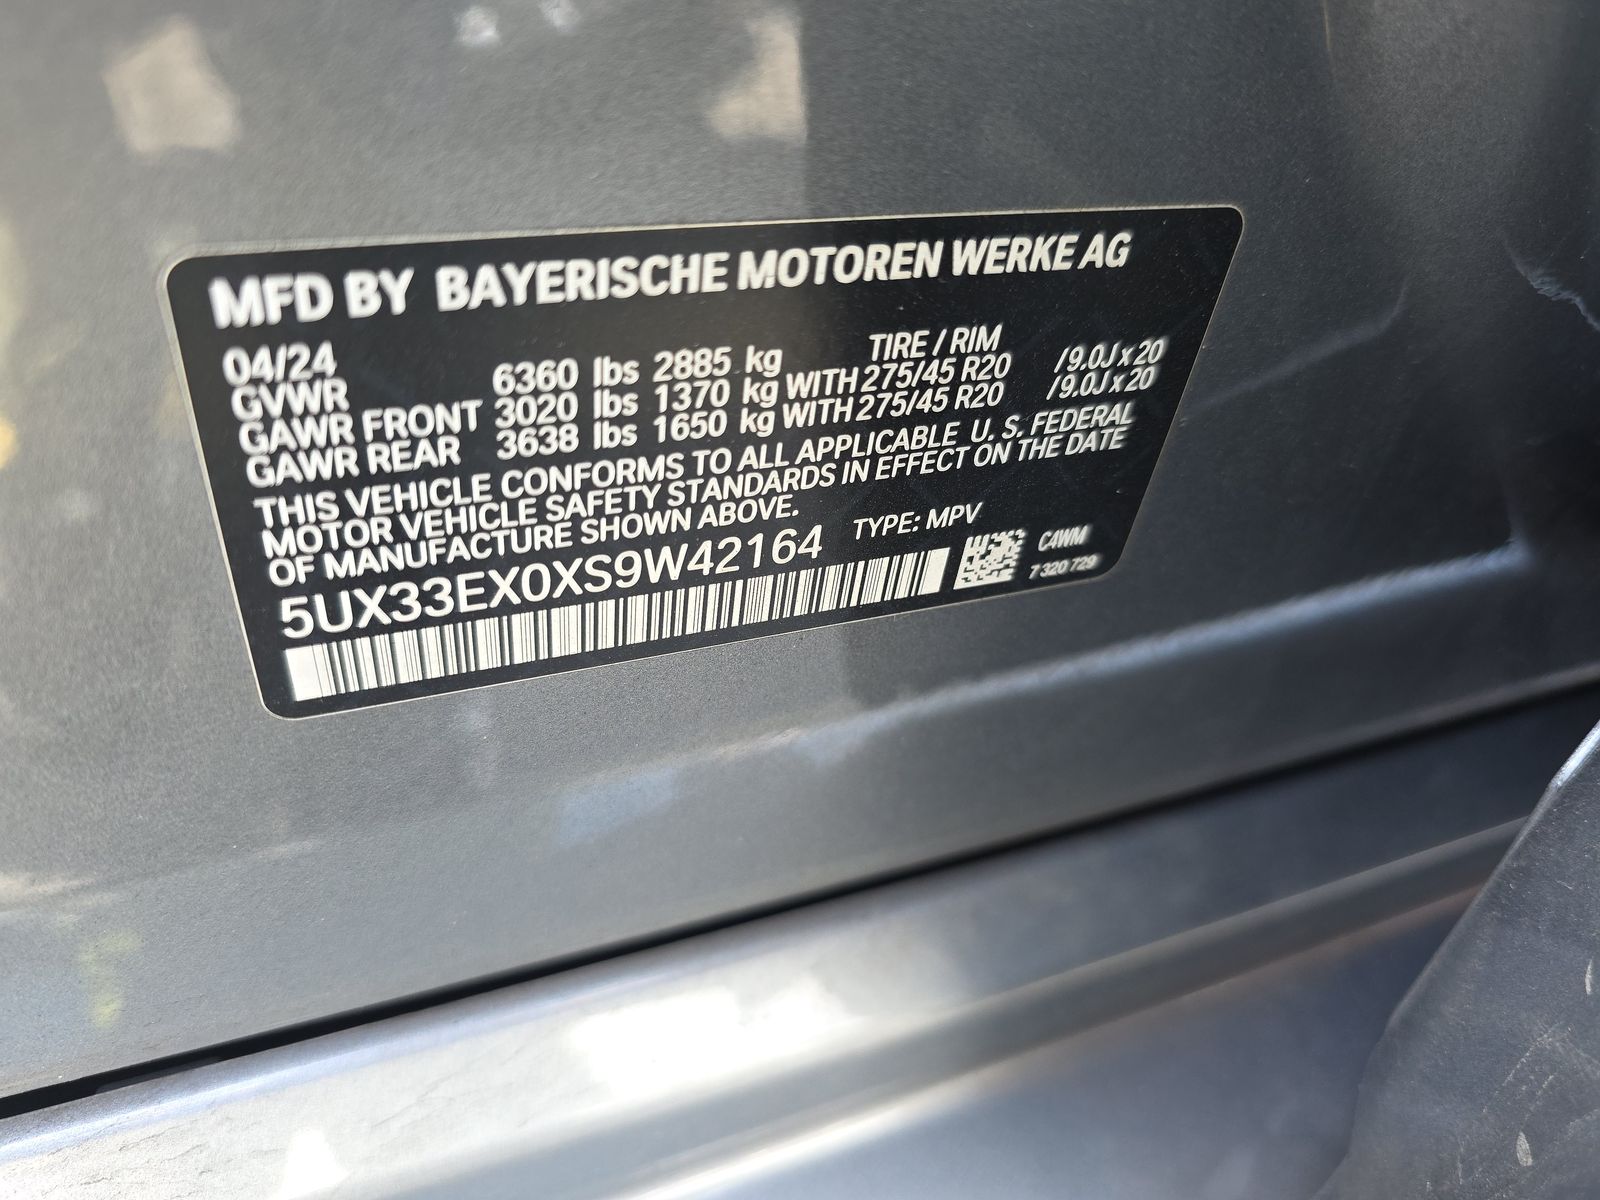 MFD BY BAYERISCHE MOTOREN WERKE AG
04/24 TIRE / RIM
GVWR 6360 lbs 2885 kg
GAWR FRONT 3020 lbs 1370 kg WITH 275/45 R20 /9.0J x 20
GAWR REAR 3638 lbs 1650 kg WITH 275/45 R20 /9.0J x 20
THIS VEHICLE CONFORMS TO ALL APPLICABLE U. S. FEDERAL
MOTOR VEHICLE SAFETY STANDARDS IN EFFECT ON THE DATE
OF MANUFACTURE SHOWN ABOVE.
5UX33EX0XS9W42164 TYPE: MPV
C4WM
7 320 729